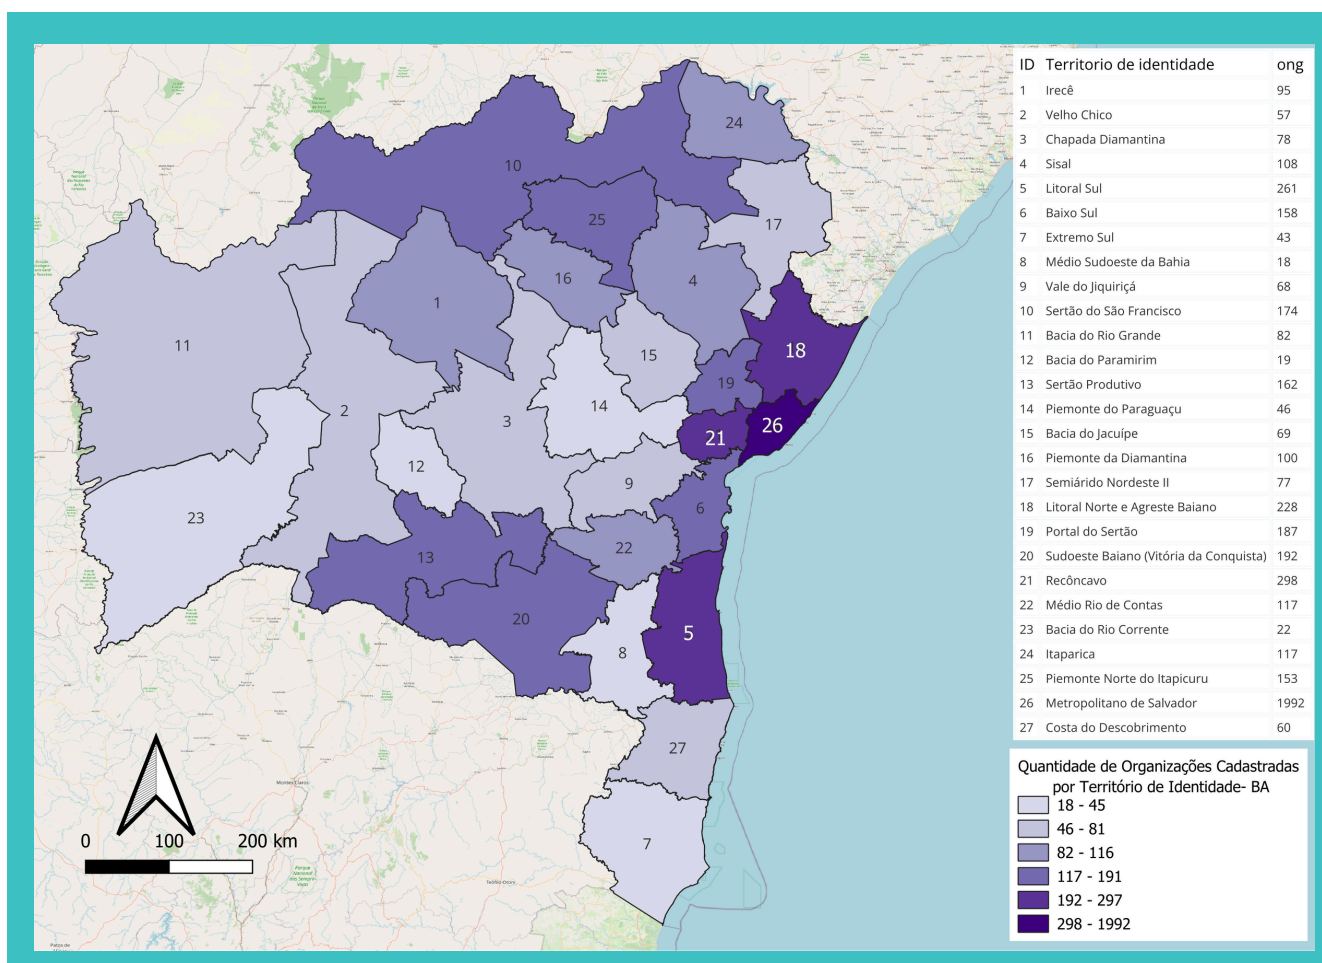 ID Territorio de identidade ong
1 Irecê 95
2 Velho Chico 57
3 Chapada Diamantina 78
4 Sisal 108
5 Litoral Sul 261
6 Baixo Sul 158
7 Extremo Sul 43
8 Médio Sudoeste da Bahia 18
9 Vale do Jiquiriçá 68
10 Sertão do São Francisco 174
11 Bacia do Rio Grande 82
12 Bacia do Paramirim 19
13 Sertão Produtivo 162
14 Piemonte do Paraguaçu 46
15 Bacia do Jacuípe 69
16 Piemonte da Diamantina 100
17 Semiárido Nordeste II 77
18 Litoral Norte e Agreste Baiano 228
19 Portal do Sertão 187
20 Sudoeste Baiano (Vitória da Conquista) 192
21 Recôncavo 298
22 Médio Rio de Contas 117
23 Bacia do Rio Corrente 22
24 Itaparica 117
25 Piemonte Norte do Itapicuru 153
26 Metropolitano de Salvador 1992
27 Costa do Descobrimento 60
Quantidade de Organizações Cadastradas
por Território de Identidade- BA
18 - 45
46 - 81
82 - 116
117 - 191
192 - 297
298 - 1992
24
10
25
17
16
4
1
11
15
18
19
2
14
3
26
21
12
9
23
6
22
13
20
5
8
27
7
0 100 200 km
Montes Claros
Teófilo Otoni